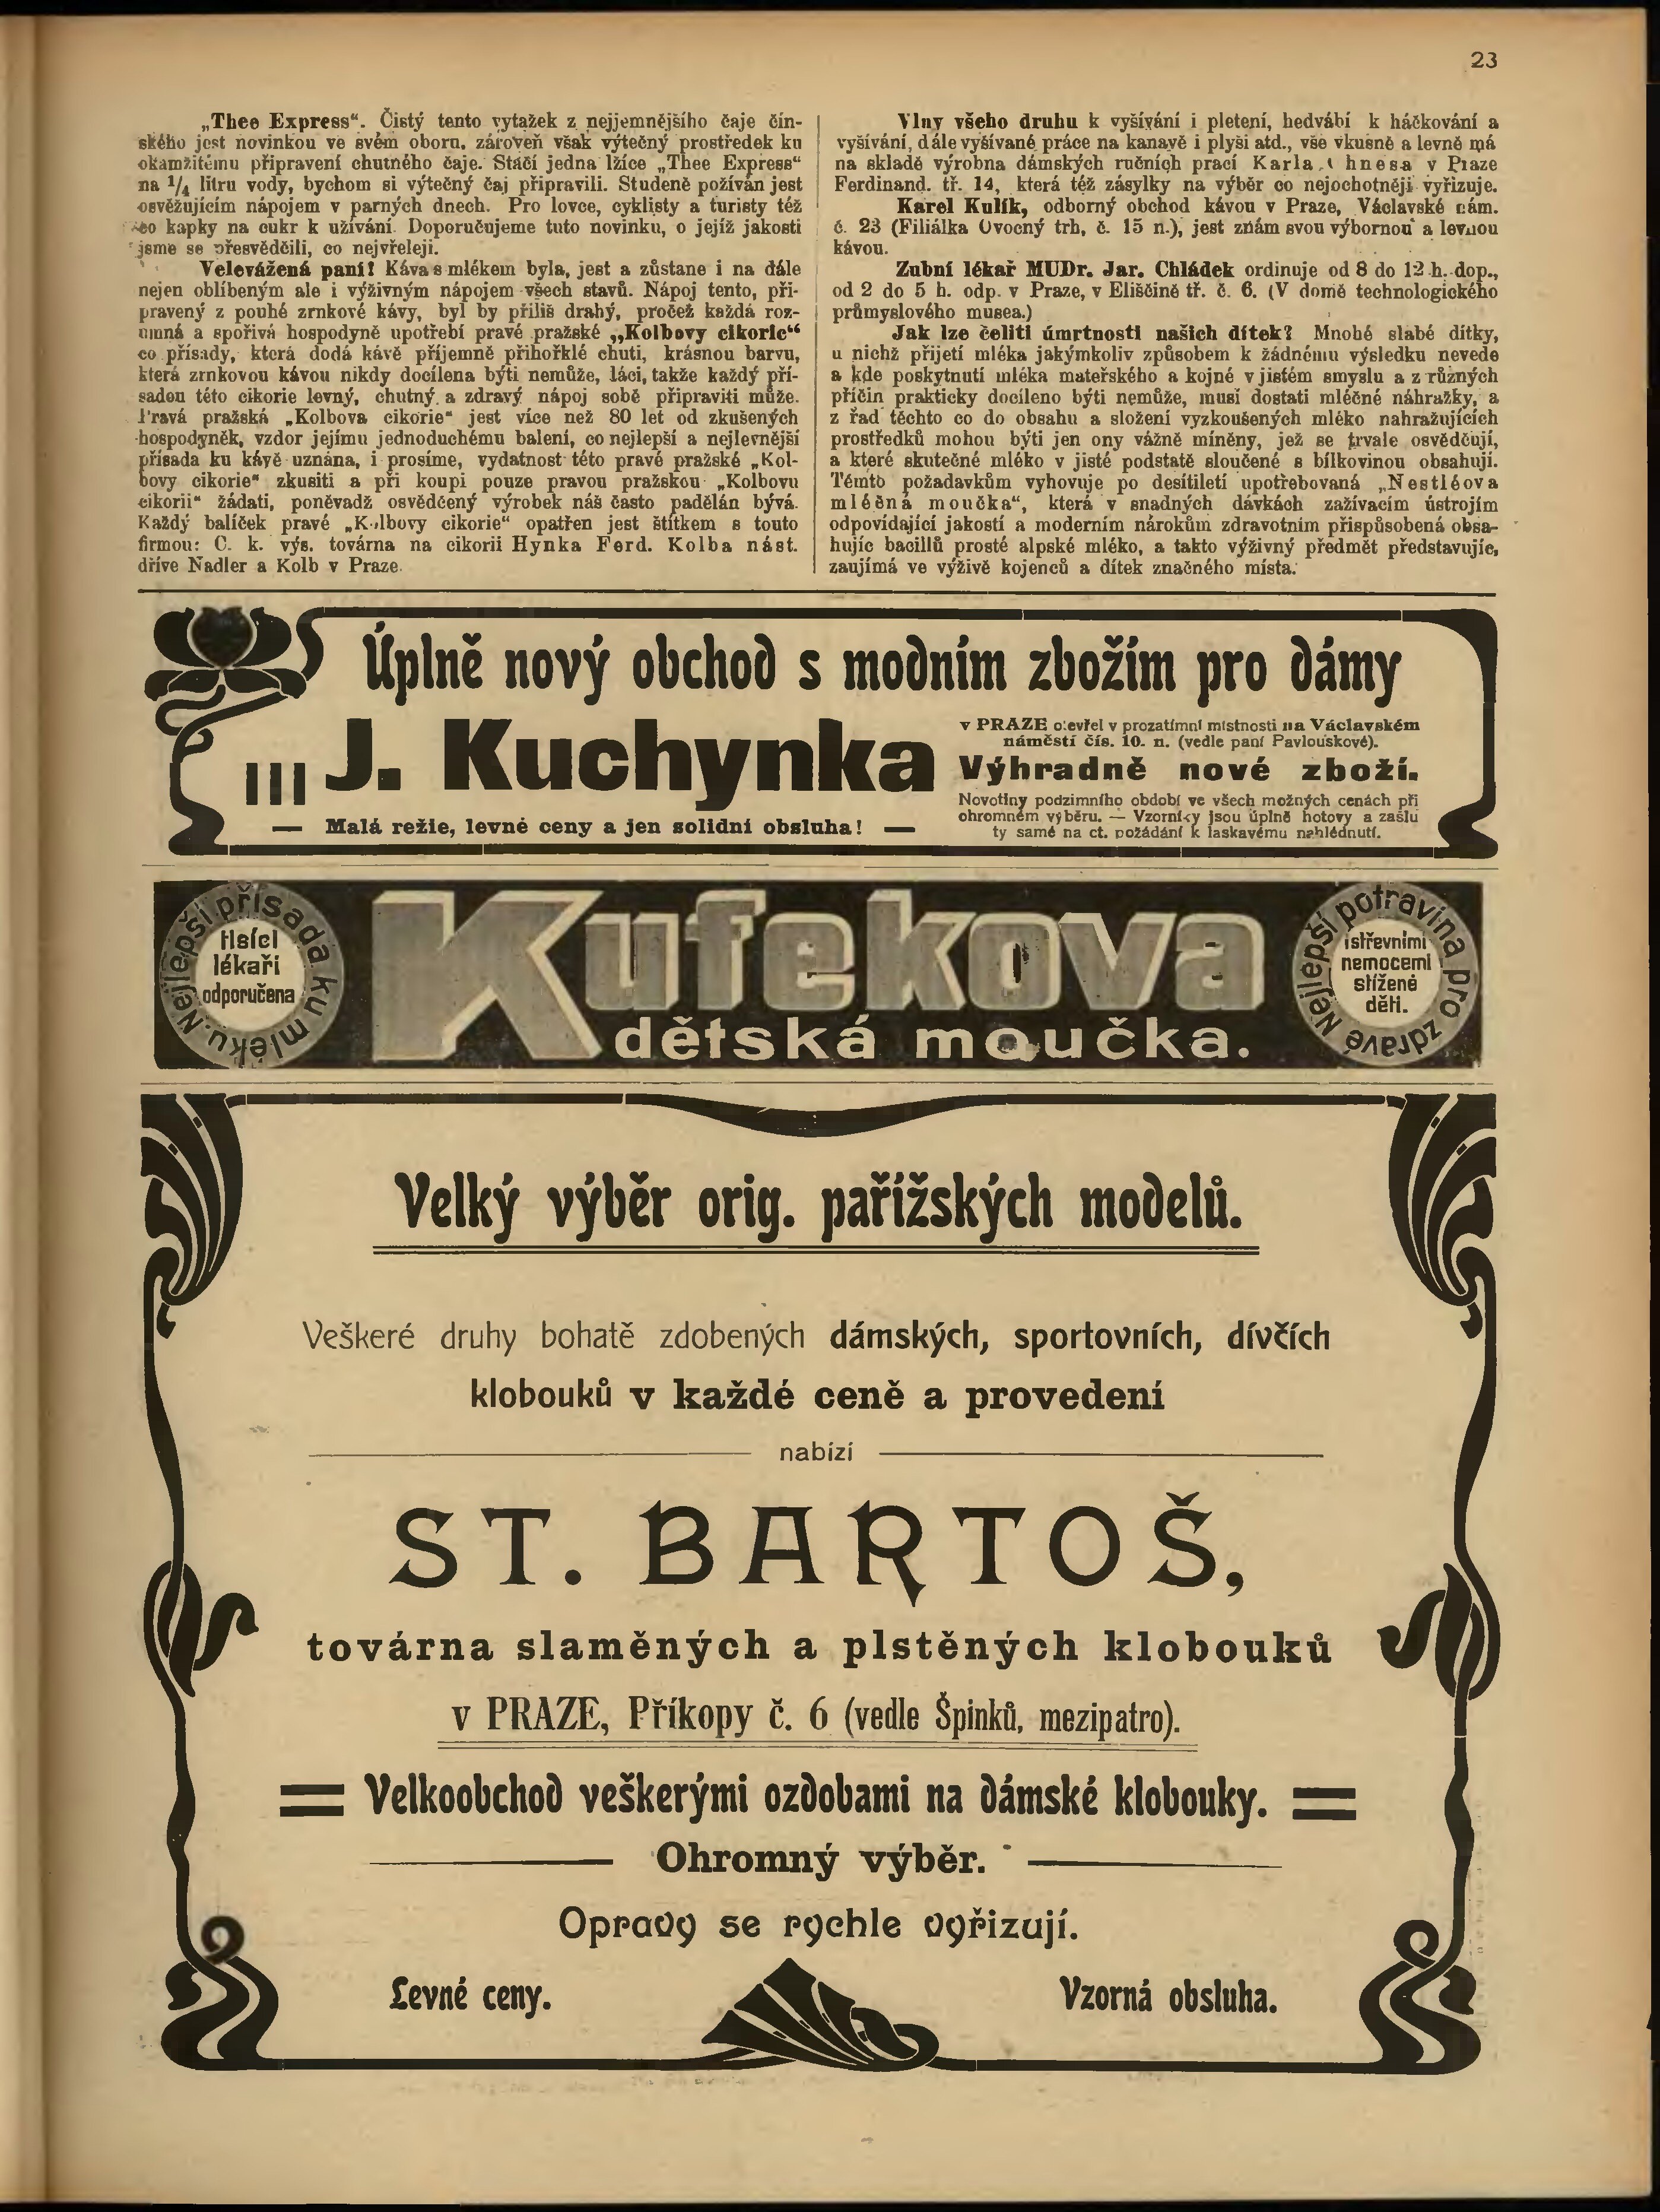 23
„Thee Express“. Čistý tento vytažek z nejjemnějšího čaje čín-
ského jest novinkou ve svém oboru, zároveň však výtečný prostředek ku
okamžitému připravení chutného čaje. Stačí jedna lžíce „Thee Express“
na 1/4 litru vody, bychom si výtečný čaj připravili. Studeně požíván jest
osvěžujícím nápojem v parných dnech. Pro lovce, cyklisty a turisty též
co kapky na cukr k užívání. Doporučujeme tuto novinku, o jejíž jakosti
jsme se přesvědčili, co nejvřeleji.
Velevážená paní! Káva s mlékem byla, jest a zůstane i na dále
nejen oblíbeným ale i výživným nápojem všech stavů. Nápoj tento, při-
pravený z pouhé zrnkové kávy, byl by příliš drahý, pročež každá roz-
umná a spořivá hospodyně upotřebí pravé pražské „Kolbovy cikorie“
co přísady, která dodá kávě příjemně přihořklé chuti, krásnou barvu,
která zrnkovou kávou nikdy docílena býti nemůže, láci, takže každý pří-
sadou této cikorie levný, chutný a zdravý nápoj sobě připraviti může.
Pravá pražská „Kolbova cikorie“ jest více než 80 let od zkušených
hospodyněk, vzdor jejímu jednoduchému balení, co nejlepší a nejlevnější
přísada ku kávě uznána, i prosíme, vydatnost této pravé pražské „Kol-
bovy cikorie“ zkusiti a při koupi pouze pravou pražskou „Kolbovu
cikorii“ žádati, poněvadž osvědčený výrobek náš často padělán bývá.
Každý balíček pravé „Kolbovy cikorie“ opatřen jest štítkem s touto
firmou: C. k. výs. továrna na cikorii Hynka Ferd. Kolba nást.
dříve Nadler a Kolb v Praze.
Vlny všeho druhu k vyšívání i pletení, hedvábí k háčkování a
vyšívání, dále vyšívané práce na kanavě i plyši atd., vše vkusně a levně má
na skladě výrobna dámských ručních prací Karla v Praze
Ferdinand. tř. 14, která též zásylky na výběr co nejochotněji vyřizuje.
Karel Kulík, odborný obchod kávou v Praze, Václavské nám.
č. 23 (Filiálka Ovocný trh, č. 15 n.), jest znám svou výbornou a levnou
kávou.
Zubní lékař MUDr. Jar. Chládek ordinuje od 8 do 12 h. dop.,
od 2 do 5 h. odp. v Praze, v Eliščině tř. č. 6. (V domě technologického
průmyslového musea.)
Jak lze čeliti úmrtnosti našich dítek? Mnohé slabé dítky,
u nichž přijetí mléka jakýmkoliv způsobem k žádnému výsledku nevede
a kde poskytnutí mléka mateřského a kojné v jistém smyslu a z různých
příčin prakticky docíleno býti nemůže, musí dostati mléčné náhražky, a
z řad těchto co do obsahu a složení vyzkoušených mléko nahražujících
prostředků mohou býti jen ony vážně míněny, jež se trvale osvědčují,
a které skutečné mléko v jisté podstatě sloučené s bílkovinou obsahují.
Těmto požadavkům vyhovuje po desítiletí upotřebovaná „Nestléova
mléčná moučka“, která v snadných dávkách zažívacím ústrojím
odpovídající jakostí a moderním nárokům zdravotním přispůsobená obsa-
hujíc bacillů prosté alpské mléko, a takto výživný předmět představujíc,
zaujímá ve výživě kojenců a dítek značného místa.
Úplně nový obchod s modním zbožím pro dámy
J. Kuchynka
— Malá režie, levné ceny a jen solidní obsluha! —
v PRAZE otevřel v prozatímní místnosti na Václavském
náměstí čís. 10. n. (vedle paní Pavlouskové).
Výhradně nové zboží.
Novotiny podzimního období ve všech možných cenách při
ohromném výběru. — Vzorníky jsou úplně hotovy a zašlu
ty samé na ct. požádání k laskavému nahlédnutí.
Nejlepší přísada ku mléku.
tisíci
lékaři
odporučena
Kufekova
dětská moučka.
Nejlepší potravina pro zdravé
i střevními
nemocemi
stížené
děti.
Velký výběr orig. pařížských modelů.
Veškeré druhy bohatě zdobených dámských, sportovních, dívčích
klobouků v každé ceně a provedení
nabízí
ST. BARTOŠ,
továrna slaměných a plstěných klobouků
v PRAZE, Příkopy č. 6 (vedle Špinků, mezipatro).
= Velkoobchod veškerými ozdobami na dámské klobouky. =
Ohromný výběr.
Opravy se rychle vyřizují.
Levné ceny.
Vzorná obsluha.